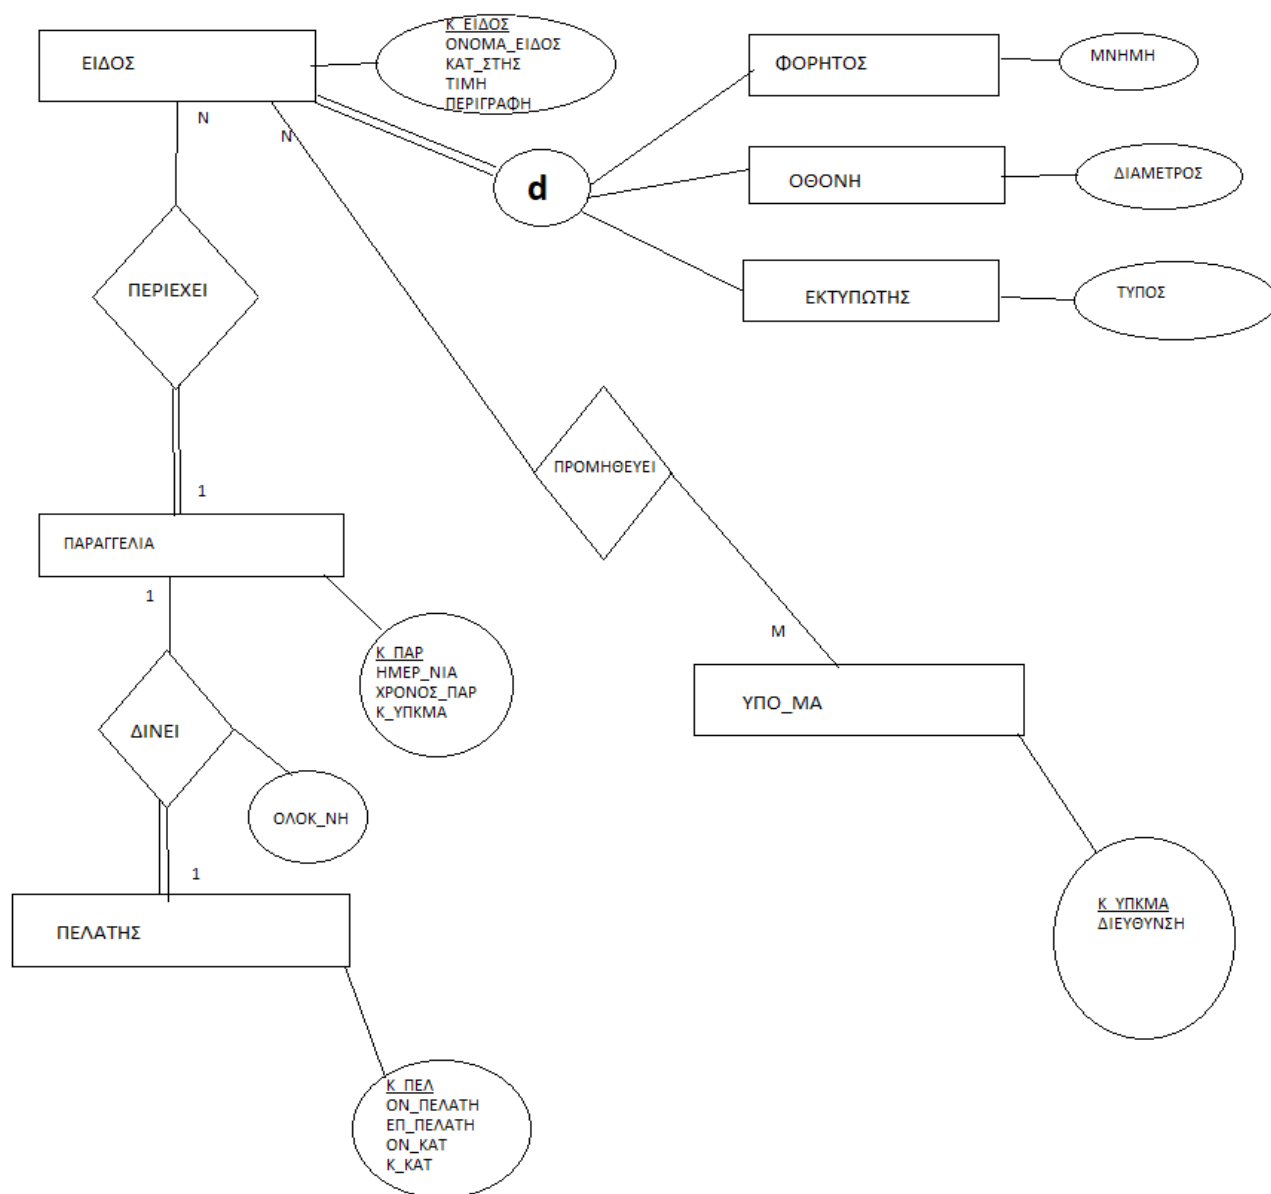 ΕΙΔΟΣ
Κ_ΕΙΔΟΣ
ΟΝΟΜΑ_ΕΙΔΟΣ
ΚΑΤ_ΣΤΗΣ
ΤΙΜΗ
ΠΕΡΙΓΡΑΦΗ
ΦΟΡΗΤΟΣ
ΜΝΗΜΗ
N
N
d
ΟΘΟΝΗ
ΔΙΑΜΕΤΡΟΣ
ΠΕΡΙΕΧΕΙ
ΕΚΤΥΠΩΤΗΣ
ΤΥΠΟΣ
ΠΡΟΜΗΘΕΥΕΙ
1
ΠΑΡΑΓΓΕΛΙΑ
1
M
Κ_ΠΑΡ
ΗΜΕΡ_ΝΙΑ
ΧΡΟΝΟΣ_ΠΑΡ
Κ_ΥΠΚΜΑ
ΥΠΟ_ΜΑ
ΔΙΝΕΙ
ΟΛΟΚ_ΝΗ
1
ΠΕΛΑΤΗΣ
Κ_ΥΠΚΜΑ
ΔΙΕΥΘΥΝΣΗ
Κ_ΠΕΛ
ΟΝ_ΠΕΛΑΤΗ
ΕΠ_ΠΕΛΑΤΗ
ΟΝ_ΚΑΤ
Κ_ΚΑΤ